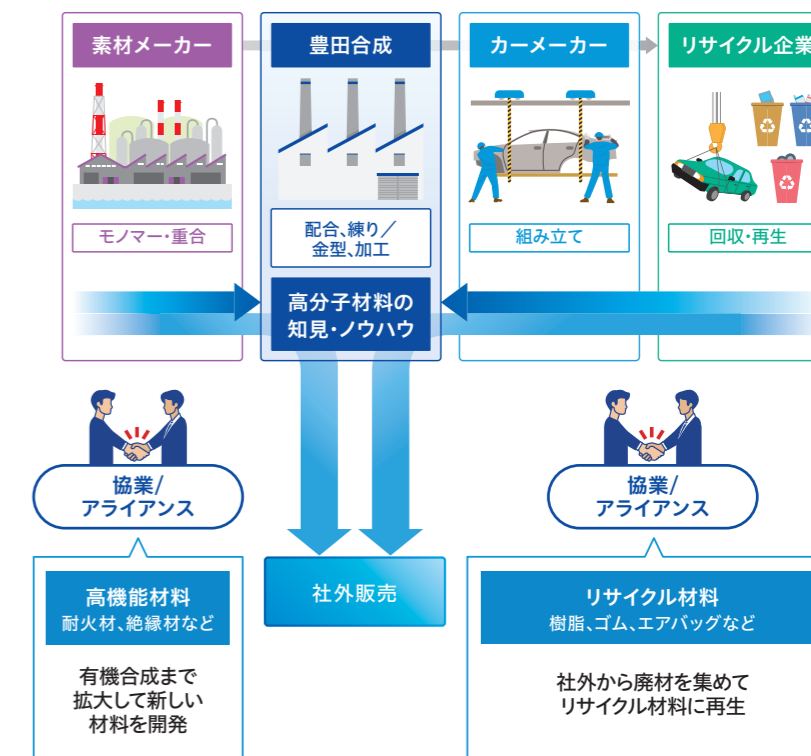 素材メーカー
豊田合成
カーメーカー
リサイクル企業
モノマー・重合
配合、練り／
金型、加工
組み立て
回収・再生
高分子材料の
知見・ノウハウ
協業/
アライアンス
協業/
アライアンス
社外販売
高機能材料
耐火材、絶縁材など
有機合成まで
拡大して新しい
材料を開発
リサイクル材料
樹脂、ゴム、エアバッグなど
社外から廃材を集めて
リサイクル材料に再生